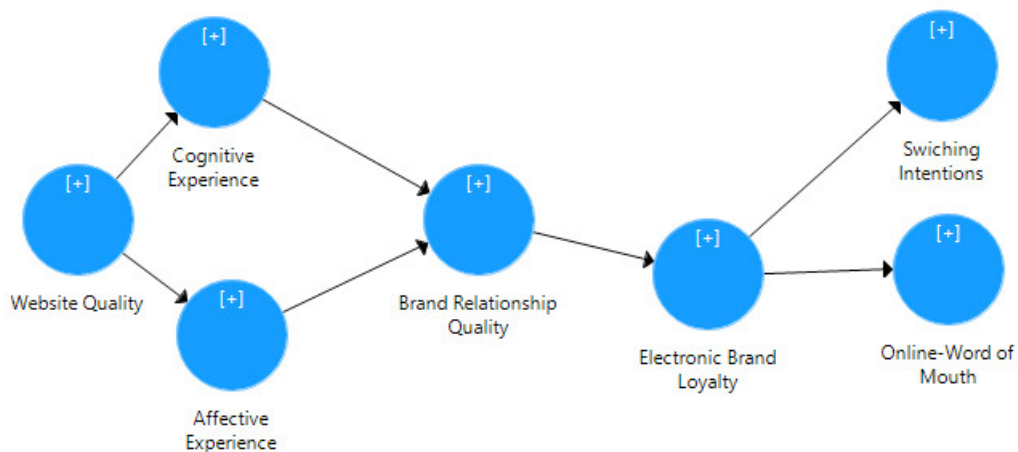 [+]
Cognitive
Experience
[+]
Website Quality
[+]
Affective
Experience
[+]
Brand Relationship
Quality
[+]
Electronic Brand
Loyalty
[+]
Swiching
Intentions
[+]
Online-Word of
Mouth